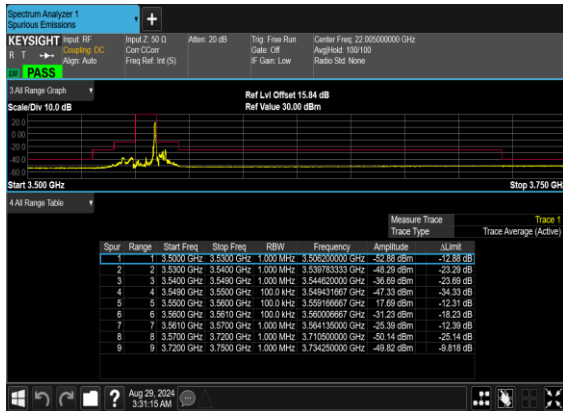 Spectrum Analyzer 1
Spurious Emissions
+
KEYSIGHT Input: RF Input Z: 50 Ω Atten: 20 dB Trig: Free Run Center Freq: 22.005000000 GHz
R T Coupling: DC Corr CCorr Gate: Off Avg|Hold: 100/100
Align: Auto Freq Ref: Int (S) IF Gain: Low Radio Std: None
PASS
3 All Range Graph
Ref Lvl Offset 15.84 dB
Scale/Div 10.0 dB Ref Value 30.00 dBm
20.0
0.00
-20.0
-40.0
-60.0
Start 3.500 GHz Stop 3.750 GH
4 All Range Table
Measure Trace Trace 1
Trace Type Trace Average (Active)
Spur Range Start Freq Stop Freq RBW Frequency Amplitude ΔLimit
1 1 3.5000 GHz 3.5300 GHz 1.000 MHz 3.506200000 GHz -52.88 dBm -12.88 dB
2 2 3.5300 GHz 3.5400 GHz 1.000 MHz 3.539783333 GHz -48.29 dBm -23.29 dB
3 3 3.5400 GHz 3.5490 GHz 1.000 MHz 3.544620000 GHz -36.69 dBm -23.69 dB
4 4 3.5490 GHz 3.5500 GHz 100.0 kHz 3.549431667 GHz -47.33 dBm -34.33 dB
5 5 3.5500 GHz 3.5600 GHz 100.0 kHz 3.559166667 GHz 17.69 dBm -12.31 dB
6 6 3.5600 GHz 3.5610 GHz 100.0 kHz 3.560006667 GHz -31.23 dBm -18.23 dB
7 7 3.5610 GHz 3.5700 GHz 1.000 MHz 3.564135000 GHz -25.39 dBm -12.39 dB
8 8 3.5700 GHz 3.7200 GHz 1.000 MHz 3.710500000 GHz -50.14 dBm -25.14 dB
9 9 3.7200 GHz 3.7500 GHz 1.000 MHz 3.734250000 GHz -49.82 dBm -9.818 dB
? Aug 29, 2024
3:31:15 AM